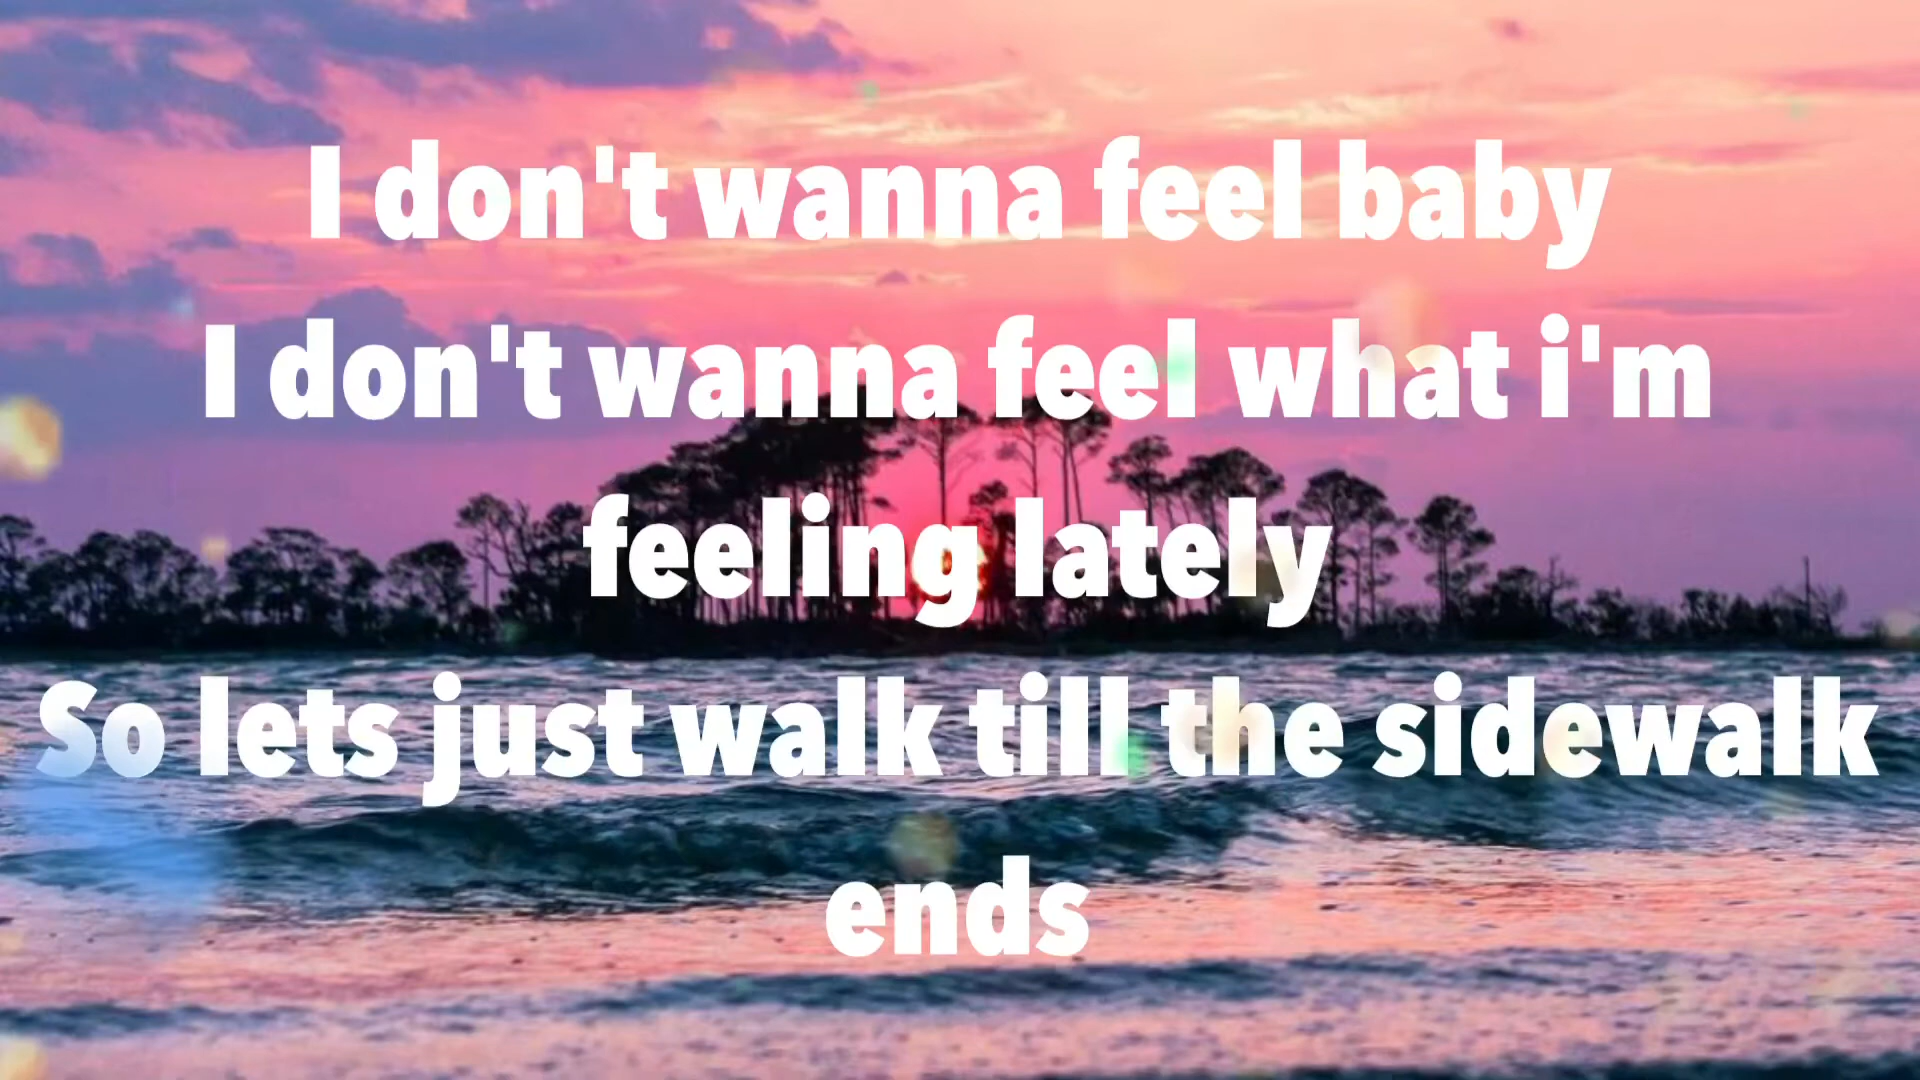 I don't wanna feel baby
I don't wanna feel what i'm
feeling lately
So lets just walk till the sidewalk
ends